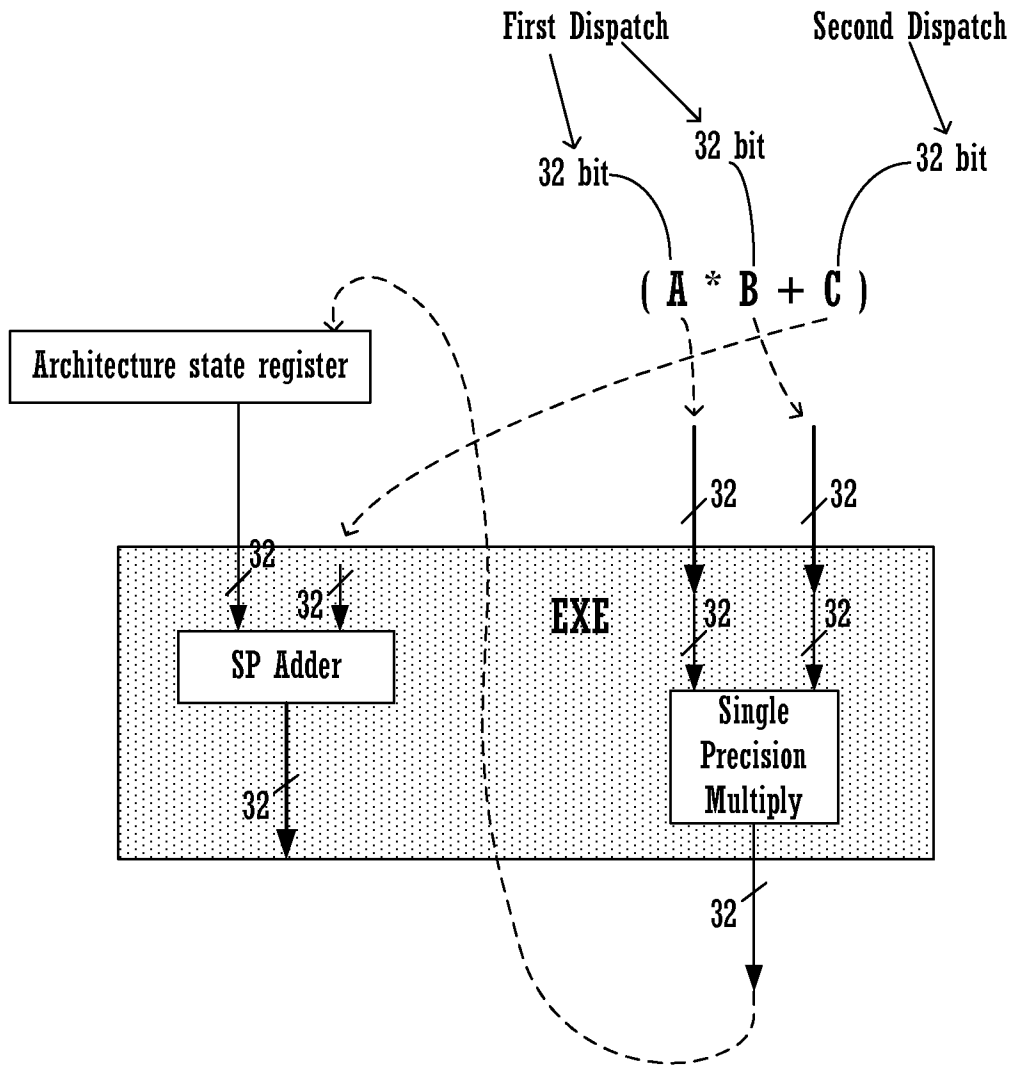 First Dispatch
Second Dispatch
32 bit
32 bit
32 bit
( A * B + C )
Architecture state register
32
32
32
32
EXE
32
32
SP Adder
Single
Precision
Multiply
32
32